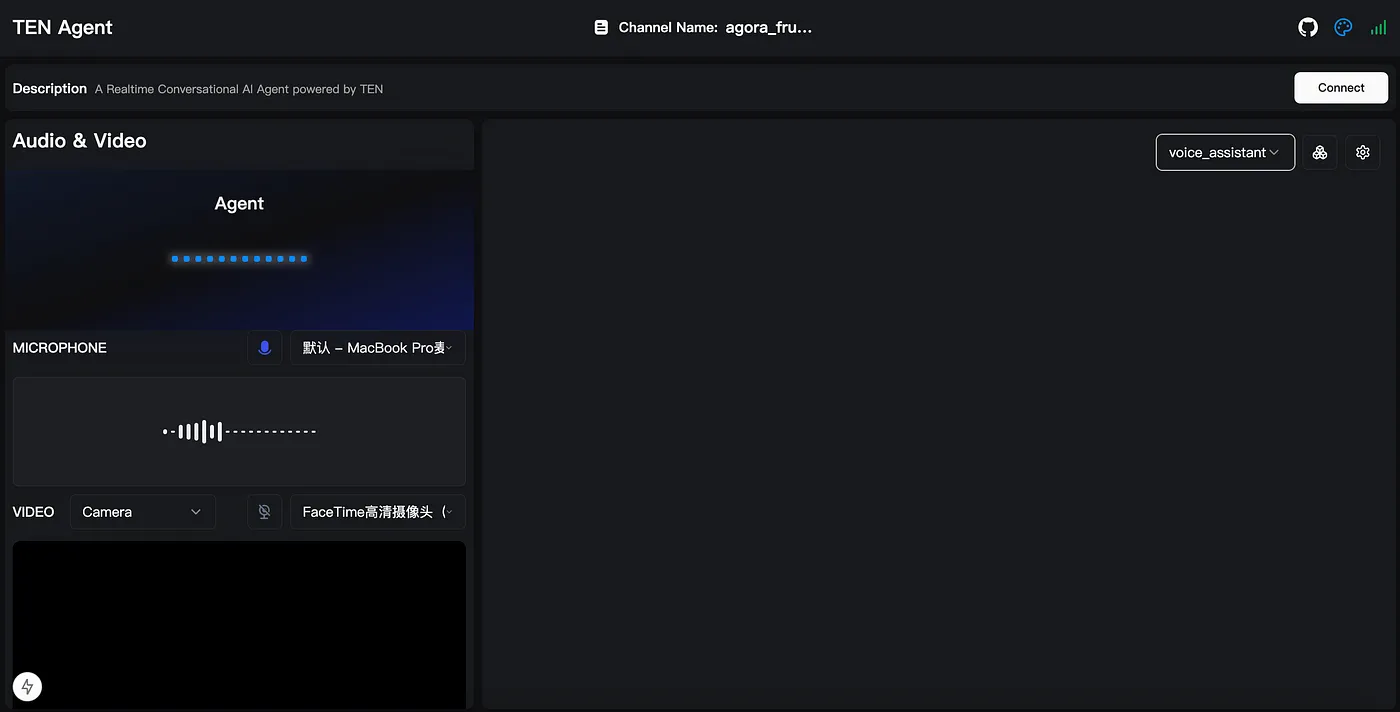 TEN Agent
Channel Name: agora_fru...
Description A Realtime Conversational AI Agent powered by TEN
Connect
Audio & Video
voice_assistant
Agent
MICROPHONE
默认 – MacBook Pro麦
VIDEO
Camera
FaceTime高清摄像头 (